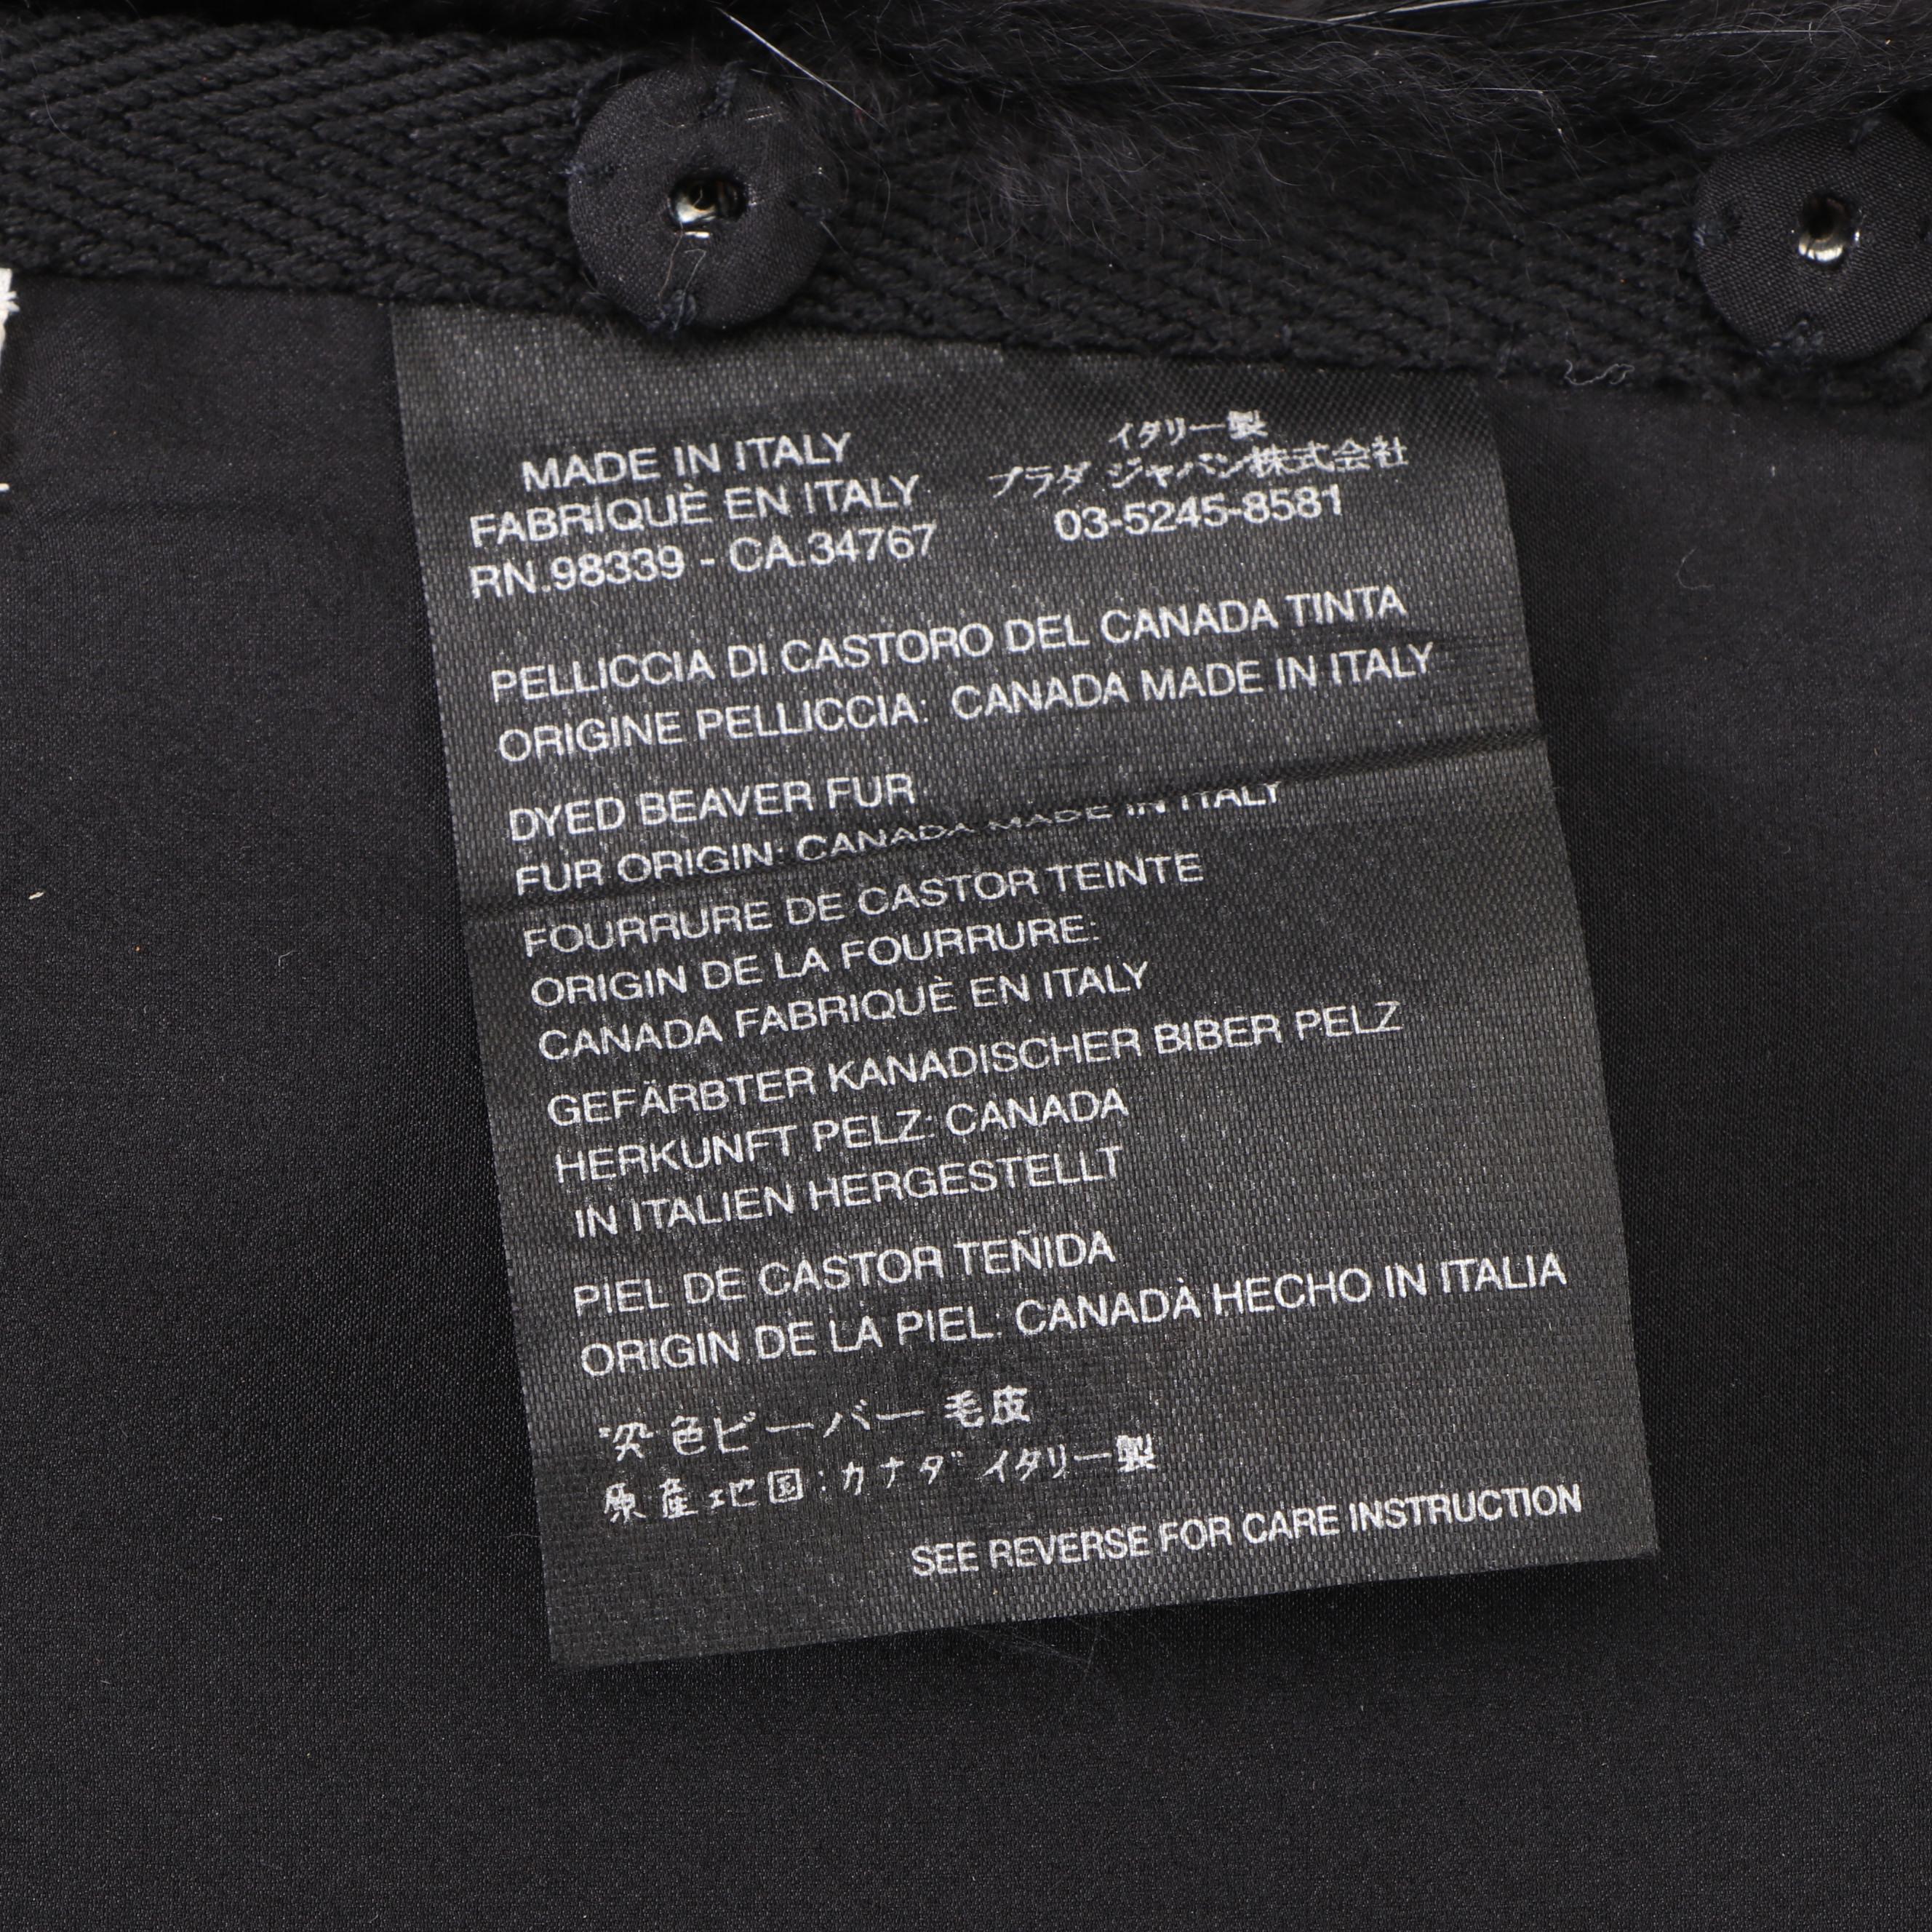 MADE IN ITALY
FABRIQUÈ EN ITALY
RN.98339 - CA.34767
イタリー製
プラダ ジャパン株式会社
03-5245-8581
PELLICCIA DI CASTORO DEL CANADA TINTA
ORIGINE PELLICCIA: CANADA MADE IN ITALY
DYED BEAVER FUR
FUR ORIGIN: CANADA MADE IN ITALY
FOURRURE DE CASTOR TEINTE
ORIGIN DE LA FOURRURE:
CANADA FABRIQUÈ EN ITALY
GEFÄRBTER KANADISCHER BIBER PELZ
HERKUNFT PELZ: CANADA
IN ITALIEN HERGESTELLT
PIEL DE CASTOR TEÑIDA
ORIGIN DE LA PIEL: CANADÀ HECHO IN ITALIA
染色ビーバー 毛皮
原産地国:カナダ イタリー製
SEE REVERSE FOR CARE INSTRUCTION